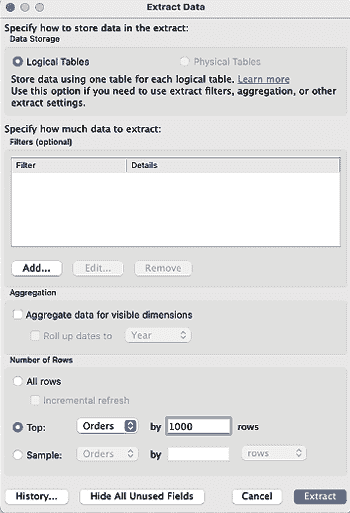 Extract Data
Specify how to store data in the extract:
Data Storage
Logical Tables Physical Tables
Store data using one table for each logical table. Learn more
Use this option if you need to use extract filters, aggregation, or other
extract settings.
Specify how much data to extract:
Filters (optional)
Filter Details
Add... Edit... Remove
Aggregation
Aggregate data for visible dimensions
Roll up dates to Year
Number of Rows
All rows
Incremental refresh
Top: Orders by 1000 rows
Sample: Orders by rows
History... Hide All Unused Fields Cancel Extract